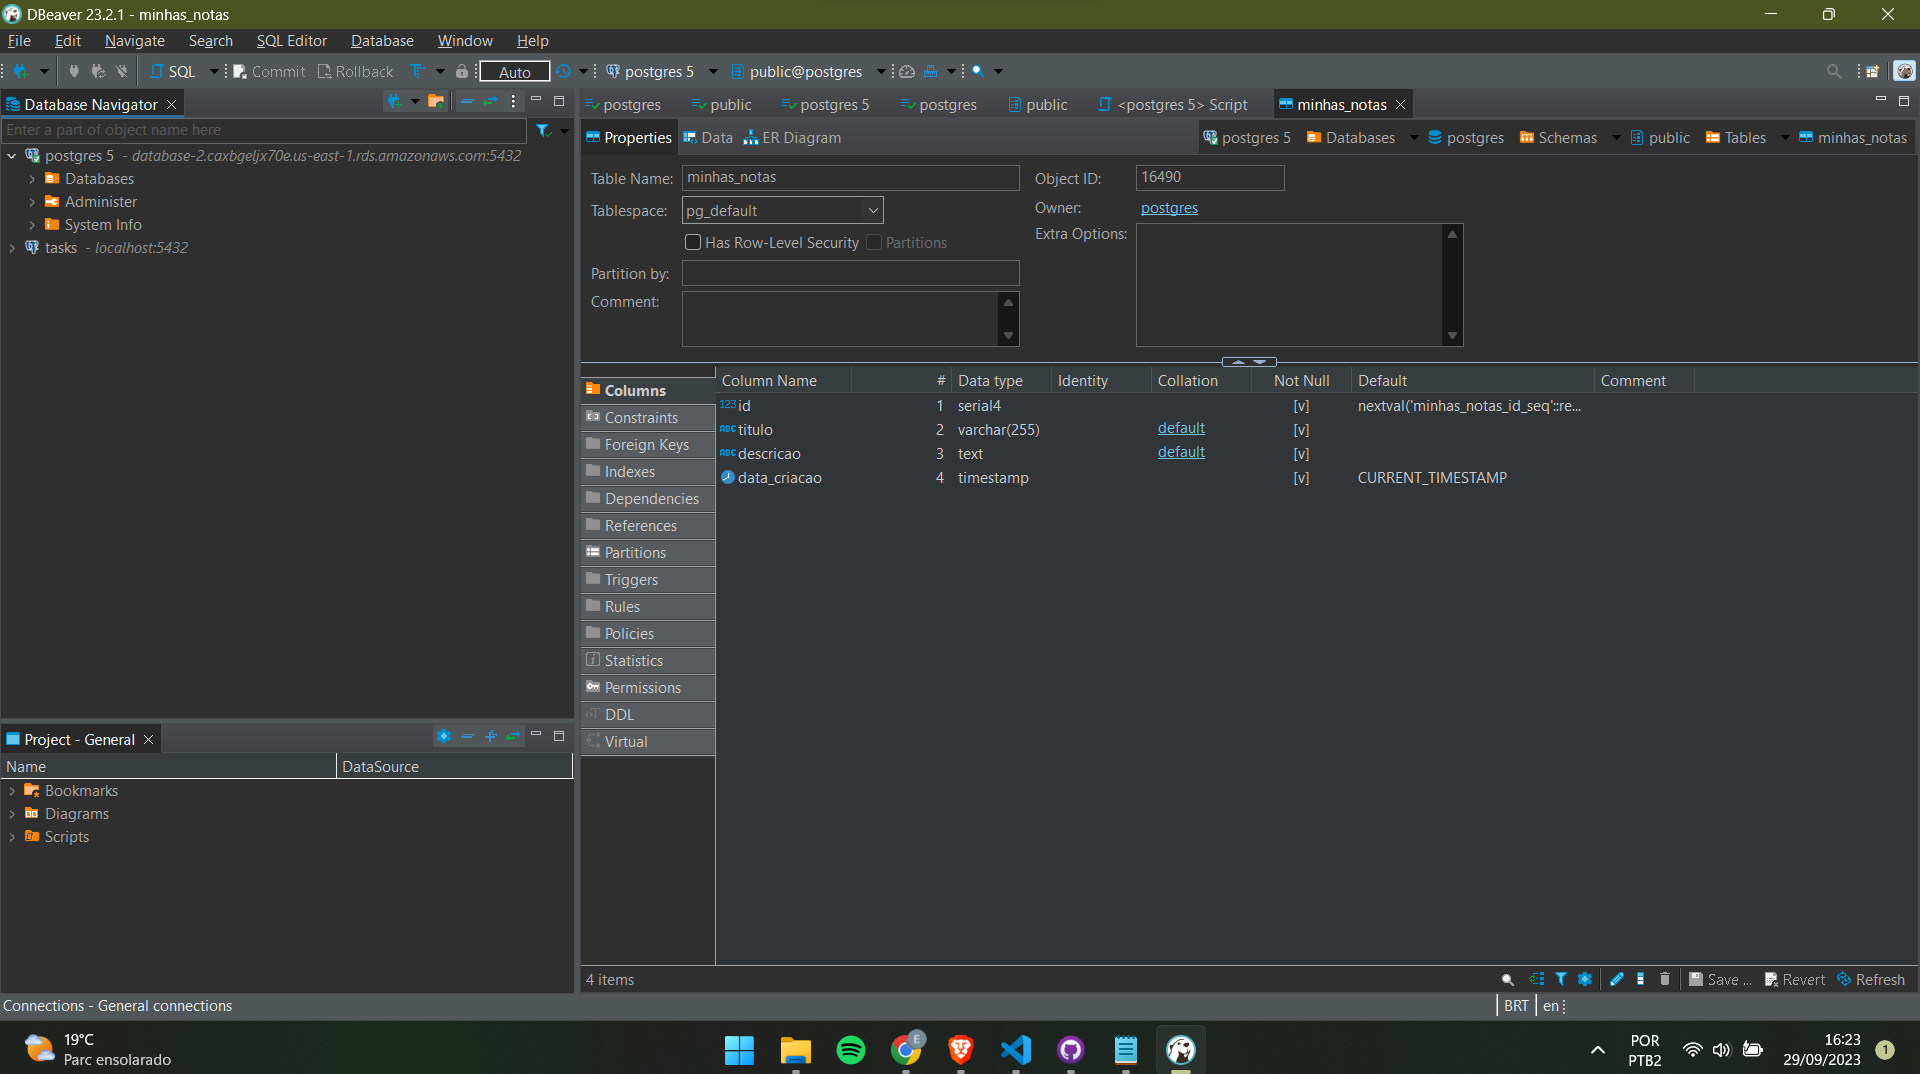 DBeaver 23.2.1 - minhas_notas
File Edit Navigate Search SQL Editor Database Window Help
SQL Commit Rollback Auto postgres 5 public@postgres
Database Navigator
Enter a part of object name here
postgres 5 - database-2.caxbgeljx70e.us-east-1.rds.amazonaws.com:5432
Databases
Administer
System Info
tasks - localhost:5432
postgres public postgres 5 postgres public <postgres 5> Script minhas_notas
Properties Data ER Diagram postgres 5 Databases postgres Schemas public Tables minhas_notas
Table Name: minhas_notas
Tablespace: pg_default
Has Row-Level Security Partitions
Partition by:
Comment:
Object ID: 16490
Owner: postgres
Extra Options:
Columns
Constraints
Foreign Keys
Indexes
Dependencies
References
Partitions
Triggers
Rules
Policies
Statistics
Permissions
DDL
Virtual
Column Name # Data type Identity Collation Not Null Default Comment
123 id 1 serial4 [v] nextval('minhas_notas_id_seq'::re...
ABC titulo 2 varchar(255) default [v]
ABC descricao 3 text default [v]
data_criacao 4 timestamp [v] CURRENT_TIMESTAMP
4 items Save ... Revert Refresh
Project - General
Name DataSource
Bookmarks
Diagrams
Scripts
Connections - General connections BRT en
19°C
Parc ensolarado
E
POR
PTB2
16:23
29/09/2023
1